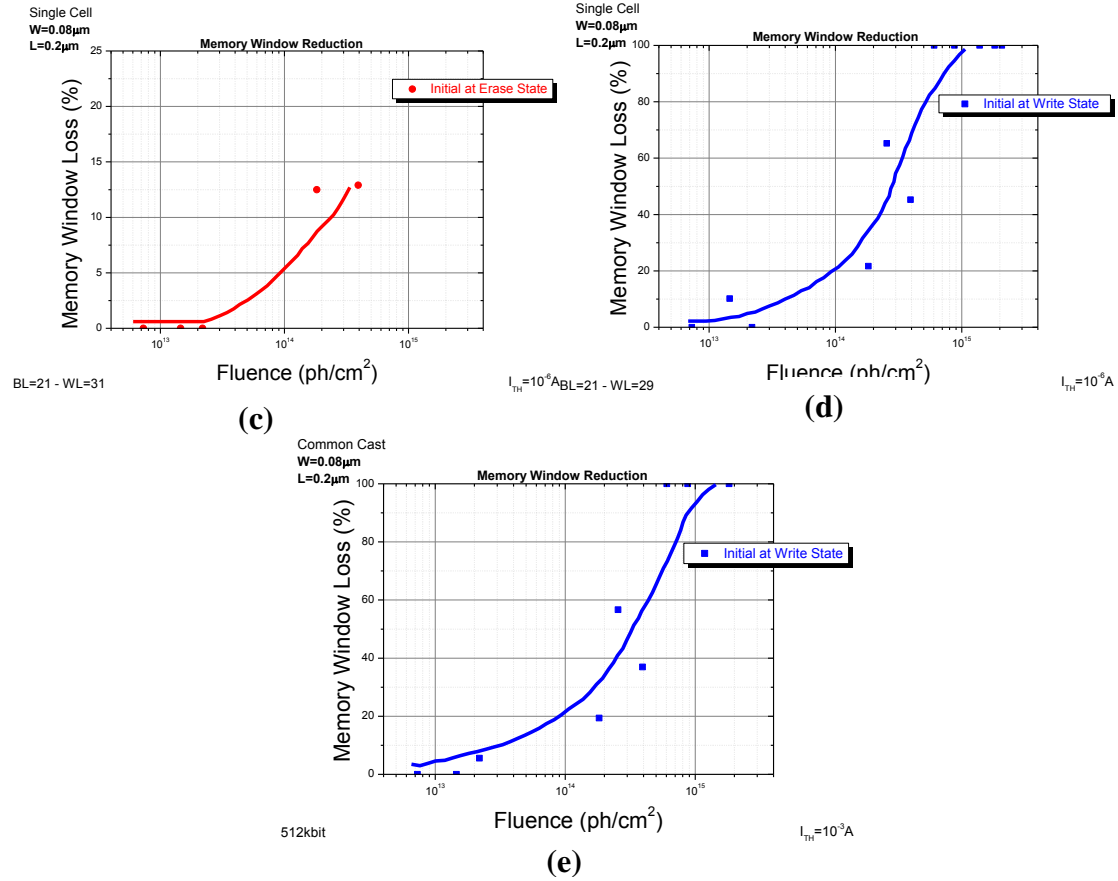 Single Cell
W=0.08μm
L=0.2μm
Memory Window Reduction
25
20
15
10
5
0
Memory Window Loss (%)
Initial at Erase State
10¹³
10¹⁴
10¹⁵
Fluence (ph/cm²)
BL=21 - WL=31
I_TH=10⁻⁶A
(c)
Single Cell
W=0.08μm
L=0.2μm
Memory Window Reduction
100
80
60
40
20
0
Memory Window Loss (%)
Initial at Write State
10¹³
10¹⁴
10¹⁵
Fluence (ph/cm²)
BL=21 - WL=29
I_TH=10⁻⁶A
(d)
Common Cast
W=0.08μm
L=0.2μm
Memory Window Reduction
100
80
60
40
20
0
Memory Window Loss (%)
Initial at Write State
10¹³
10¹⁴
10¹⁵
Fluence (ph/cm²)
512kbit
I_TH=10⁻³A
(e)